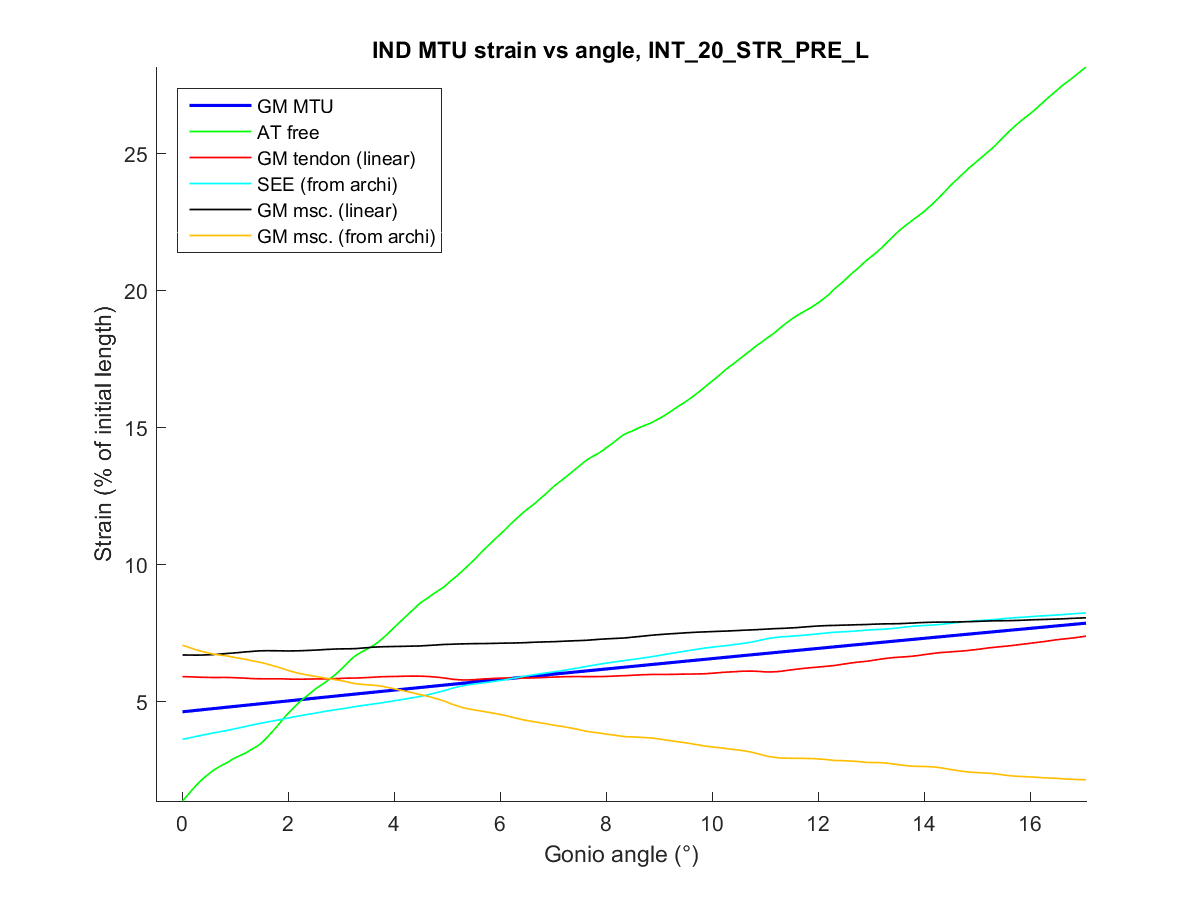 IND MTU strain vs angle, INT_20_STR_PRE_L
GM MTU
AT free
GM tendon (linear)
SEE (from archi)
GM msc. (linear)
GM msc. (from archi)
Strain (% of initial length)
25
20
15
10
5
0 2 4 6 8 10 12 14 16
Gonio angle (°)